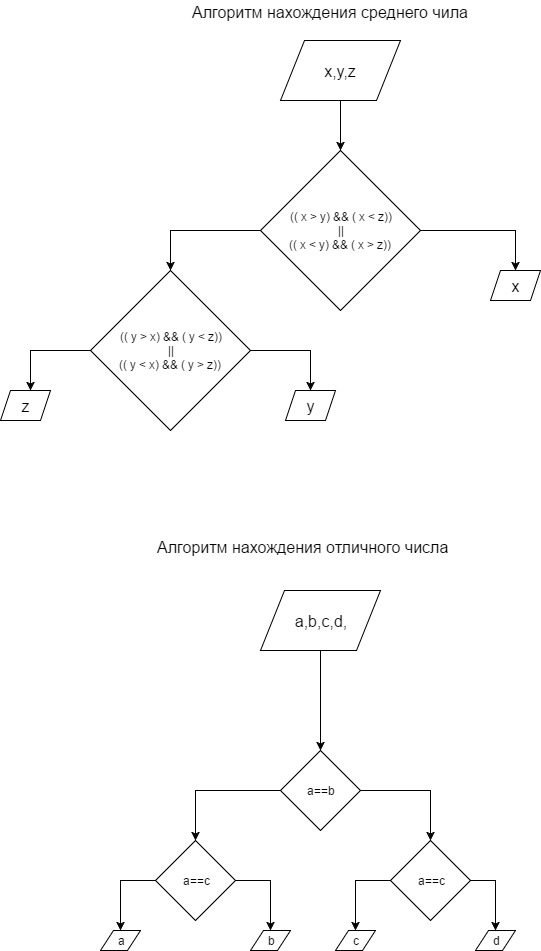 Алгоритм нахождения среднего чила
x,y,z
(( x > y) && ( x < z))
||
(( x < y) && ( x > z))
x
(( y > x) && ( y < z))
||
(( y < x) && ( y > z))
z
y
Алгоритм нахождения отличного числа
a,b,c,d,
a==b
a==c
a==c
a
b
c
d